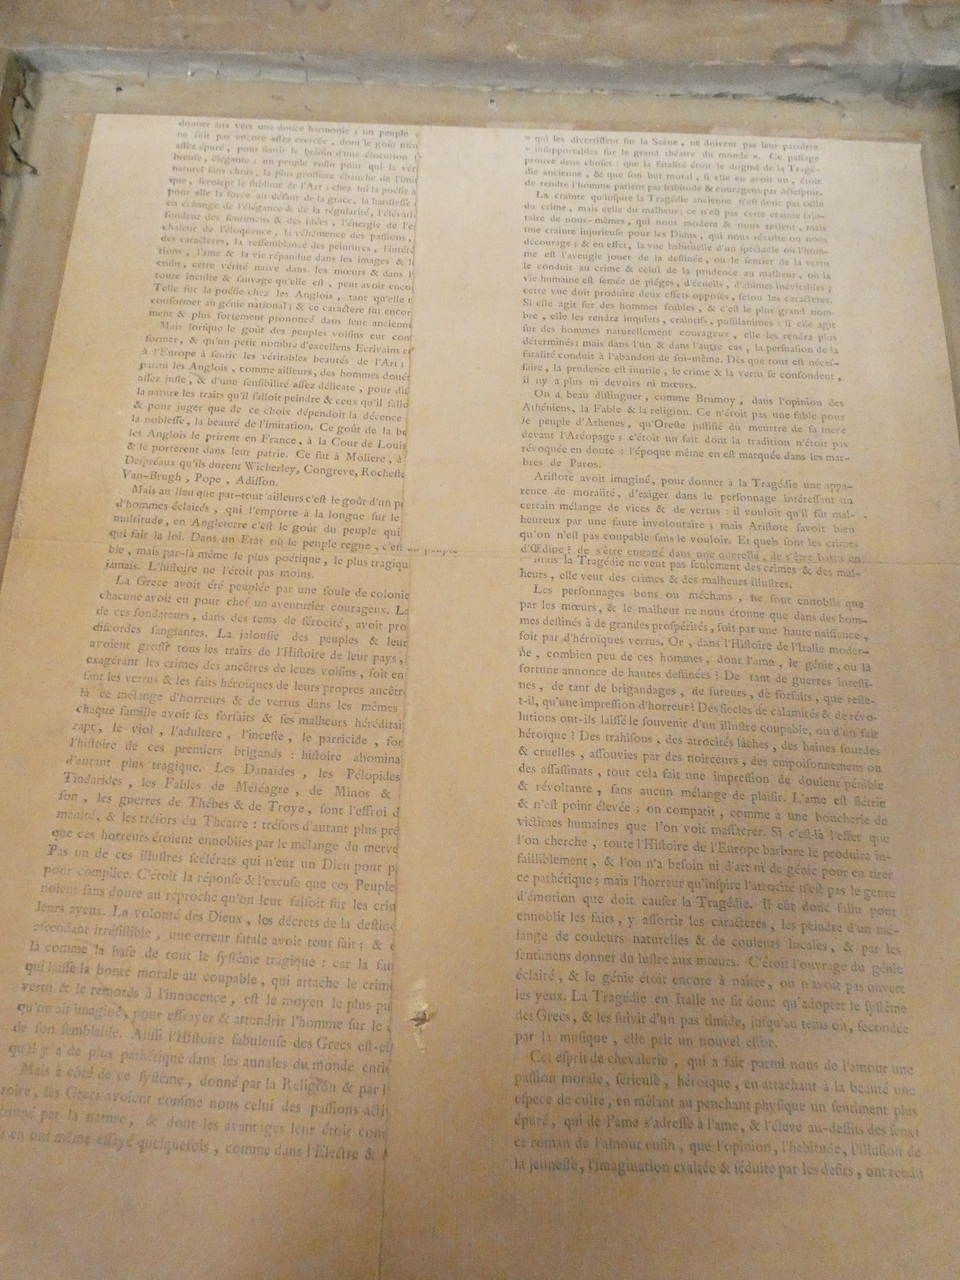 donner aux vers une douce harmonie ; un peuple
ne soit pas encore assez exercée, dont le goût
assez épuré, pour sentir le besoin d'une élocution
breuse, élégante ; un peuple enfin pour qui la
naturel sans choix, la plus grossiere ébauche de
que, seroient le sublime de l'Art : chez lui la poésie
pour elle la force au défaut de la grace, la hardiesse
en échange de l'élégance & de la régularité,
fondeur des sentimens & des idées, l'énergie de
chaleur de l'éloquence, la véhémence des passions,
des caracteres, la ressemblance des peintures,
tions, l'ame & la vie répandue dans les images &
enfin, cette vérité naïve dans les mœurs & dans
toute inculte & sauvage qu'elle est, peut avoir
Telle fut la poésie chez les Anglois, tant qu'elle
conformer au génie national ; & ce caractere fut
ment & plus fortement prononcé dans leur
Mais lorsque le goût des peuples voisins eut
former, & qu'un petit nombre d'excellens Ecrivains
à l'Europe à sentir les véritables beautés de l'Art ;
parmi les Anglois, comme ailleurs, des hommes
assez juste, & d'une sensibilité assez délicate, pour
la nature les traits qu'il falloit peindre & ceux qu'il
& pour juger que de ce choix dépendoit la décence
la noblesse, la beauté de l'imitation. Ce goût de la
les Anglois le prirent en France, à la Cour de Louis
& le porterent dans leur patrie. Ce fut à Moliere, à
Despréaux qu'ils durent Wicherley, Congreve,
Van-Brugh, Pope, Adisson.
Mais au lieu que par-tout ailleurs c'est le goût d'un
d'hommes éclairés, qui l'emporte à la longue sur le
multitude, en Angleterre c'est le goût du peuple qui
qui fait la loi. Dans un Etat où le peuple regne, c'est
ble, mais par-là même le plus poétique, le plus
jamais. L'histoire ne l'étoit pas moins.
La Grece avoit été peuplée par une foule de
chacune avoit eu pour chef un aventurier courageux.
de ces fondateurs, dans des tems de férocité, avoit
discordes sanglantes. La jalousie des peuples & leur
avoient grossi tous les traits de l'Histoire de leur pays,
exagérant les crimes des ancêtres de leurs voisins, soit en
sant les vertus & les faits héroïques de leurs propres
là ce mélange d'horreurs & de vertus dans les mêmes
chaque famille avoit ses forfaits & ses malheurs
rapt, le viol, l'adultere, l'inceste, le parricide,
l'histoire de ces premiers brigands : histoire
d'autant plus tragique. Les Danaïdes, les Pélopides
Tindarides, les Fables de Méléagre, de Minos &
son, les guerres de Thébes & de Troye, sont l'effroi
manité, & les trésors du Théâtre : trésors d'autant plus
que ces horreurs étoient ennoblies par le mélange du
Pas un de ces illustres scélérats qui n'eut un Dieu pour
pour complice. C'étoit la réponse & l'excuse que ces
noient sans doute au reproche qu'on leur faisoit sur les
leurs ayeux. La volonté des Dieux, les décrets de la
ascendant irrésistible, une erreur fatale avoit tout fait ; &
là comme la base de tout le système tragique : car la
qui laisse la bonté morale au coupable, qui attache le
vertu & le remords à l'innocence, est le moyen le plus
qu'on ait imaginé, pour effrayer & attendrir l'homme sur le
de son semblable. Aussi l'Histoire fabuleuse des Grecs
qu'il y a de plus pathétique dans les annales du monde
Mais à côté de ce système, donné par la Religion & par
les Grecs avoient comme nous celui des passions
par la nature, & dont les avantages leur étoit
en ont même essayé quelquefois, comme dans l'Electre &
» qui les divertissent sur la Scène, ne doivent pas leur paroître
» insupportables sur le grand théâtre du monde ». Ce passage
prouve deux choses : que la fatalité étoit le dogme de la Tragé-
die ancienne, & que son but moral, si elle en avoit un, étoit
de rendre l'homme patient par habitude & courageux par désespoir.
La crainte qu'inspire la Tragédie ancienne n'est donc pas celle
du crime, mais celle du malheur ; ce n'est pas cette crainte
taire de nous-mêmes, qui nous modere & nous retient, mais
une crainte injurieuse pour les Dieux, qui nous révolte ou nous
décourage ; & en effet, la vue habituelle d'un spectacle où l'hom-
me est l'aveugle jouer de la destinée, où le sentier de la vertu
le conduit au crime & celui de la prudence au malheur, où la
vie humaine est semée de piéges, d'écueils, d'abîmes inévitables ;
cette vue doit produire deux effets opposés, selon les caracteres.
Si elle agit sur des hommes foibles, & c'est le plus grand nom-
bre, elle les rendra inquiets, craintifs, pusillanimes : si elle agit
sur des hommes naturellement courageux, elle les rendra plus
déterminés ; mais dans l'un & dans l'autre cas, la persuasion de la
fatalité conduit à l'abandon de soi-même. Dès que tout est néces-
saire, la prudence est inutile ; le crime & la vertu se confondent,
il n'y a plus ni devoirs ni mœurs.
On a beau distinguer, comme Brumoy, dans l'opinion des
Athéniens, la Fable & la religion. Ce n'étoit pas une fable pour
le peuple d'Athenes, qu'Oreste justifié du meurtre de sa mere
devant l'Aréopage ; c'étoit un fait dont la tradition n'étoit pas
révoquée en doute : l'époque même en est marquée dans les mar-
bres de Paros.
Aristote avoit imaginé, pour donner à la Tragédie une appa-
rence de moralité, d'exiger dans le personnage intéressant un
certain mélange de vices & de vertus : il vouloit qu'il fût mal-
heureux par une faute involontaire ; mais Aristote savoit bien
qu'on n'est pas coupable sans le vouloir. Et quels sont les crimes
d'Œdipe ? de s'être engagé dans une querelle, de s'être battu en
mais la Tragédie ne veut pas seulement des crimes & des mal-
heurs, elle veut des crimes & des malheurs illustres.
Les personnages bons ou méchans, ne sont ennoblis que
par les mœurs, & le malheur ne nous étonne que dans des hom-
mes destinés à de grandes prospérités, soit par une haute naissance,
soit par d'héroïques vertus. Or, dans l'Histoire de l'Italie moder-
ne, combien peu de ces hommes, dont l'ame, le génie, ou la
fortune annonce de hautes destinées ? De tant de guerres intesti-
nes, de tant de brigandages, de fureurs, de forfaits, que reste-
t-il, qu'une impression d'horreur ? Des siecles de calamités & de révo-
lutions ont-ils laissé le souvenir d'un illustre coupable, ou d'un fait
héroïque ? Des trahisons, des atrocités lâches, des haines sourdes
& cruelles, assouvies par des noirceurs, des empoisonnemens ou
des assassinats, tout cela fait une impression de douleur pénible
& révoltante, sans aucun mélange de plaisir. L'ame est flétrie
& n'est point élevée ; on compatit, comme à une boucherie de
victimes humaines que l'on voit massacrer. Si c'est-là l'effet que
l'on cherche, toute l'Histoire de l'Europe barbare le produira in-
failliblement, & l'on n'a besoin ni d'art ni de génie pour en tirer
ce pathétique ; mais l'horreur qu'inspire l'atrocité n'est pas le genre
d'émotion que doit causer la Tragédie. Il eût donc fallu pour
ennoblir les faits, y assortir les caracteres, les peindre d'un mê-
lange de couleurs naturelles & de couleurs locales, & par les
sentimens donner du lustre aux mœurs. C'étoit l'ouvrage du génie
éclairé, & le génie étoit encore à naître, ou n'avoit pas ouvert
les yeux. La Tragédie en Italie ne fit donc qu'adopter le système
des Grecs, & les suivit d'un pas timide, jusqu'au tems où, secondée
par la musique, elle prit un nouvel essor.
Cet esprit de chevalerie, qui a fait parmi nous de l'amour une
passion morale, sérieuse, héroïque, en attachant à la beauté une
espece de culte, en mêlant au penchant physique un sentiment plus
épuré, qui de l'ame s'adresse à l'ame, & l'éleve au-dessus des sens ;
ce roman de l'amour enfin, que l'opinion, l'habitude, l'illusion de
la jeunesse, l'imagination exaltée & séduite par les desirs, ont rendu